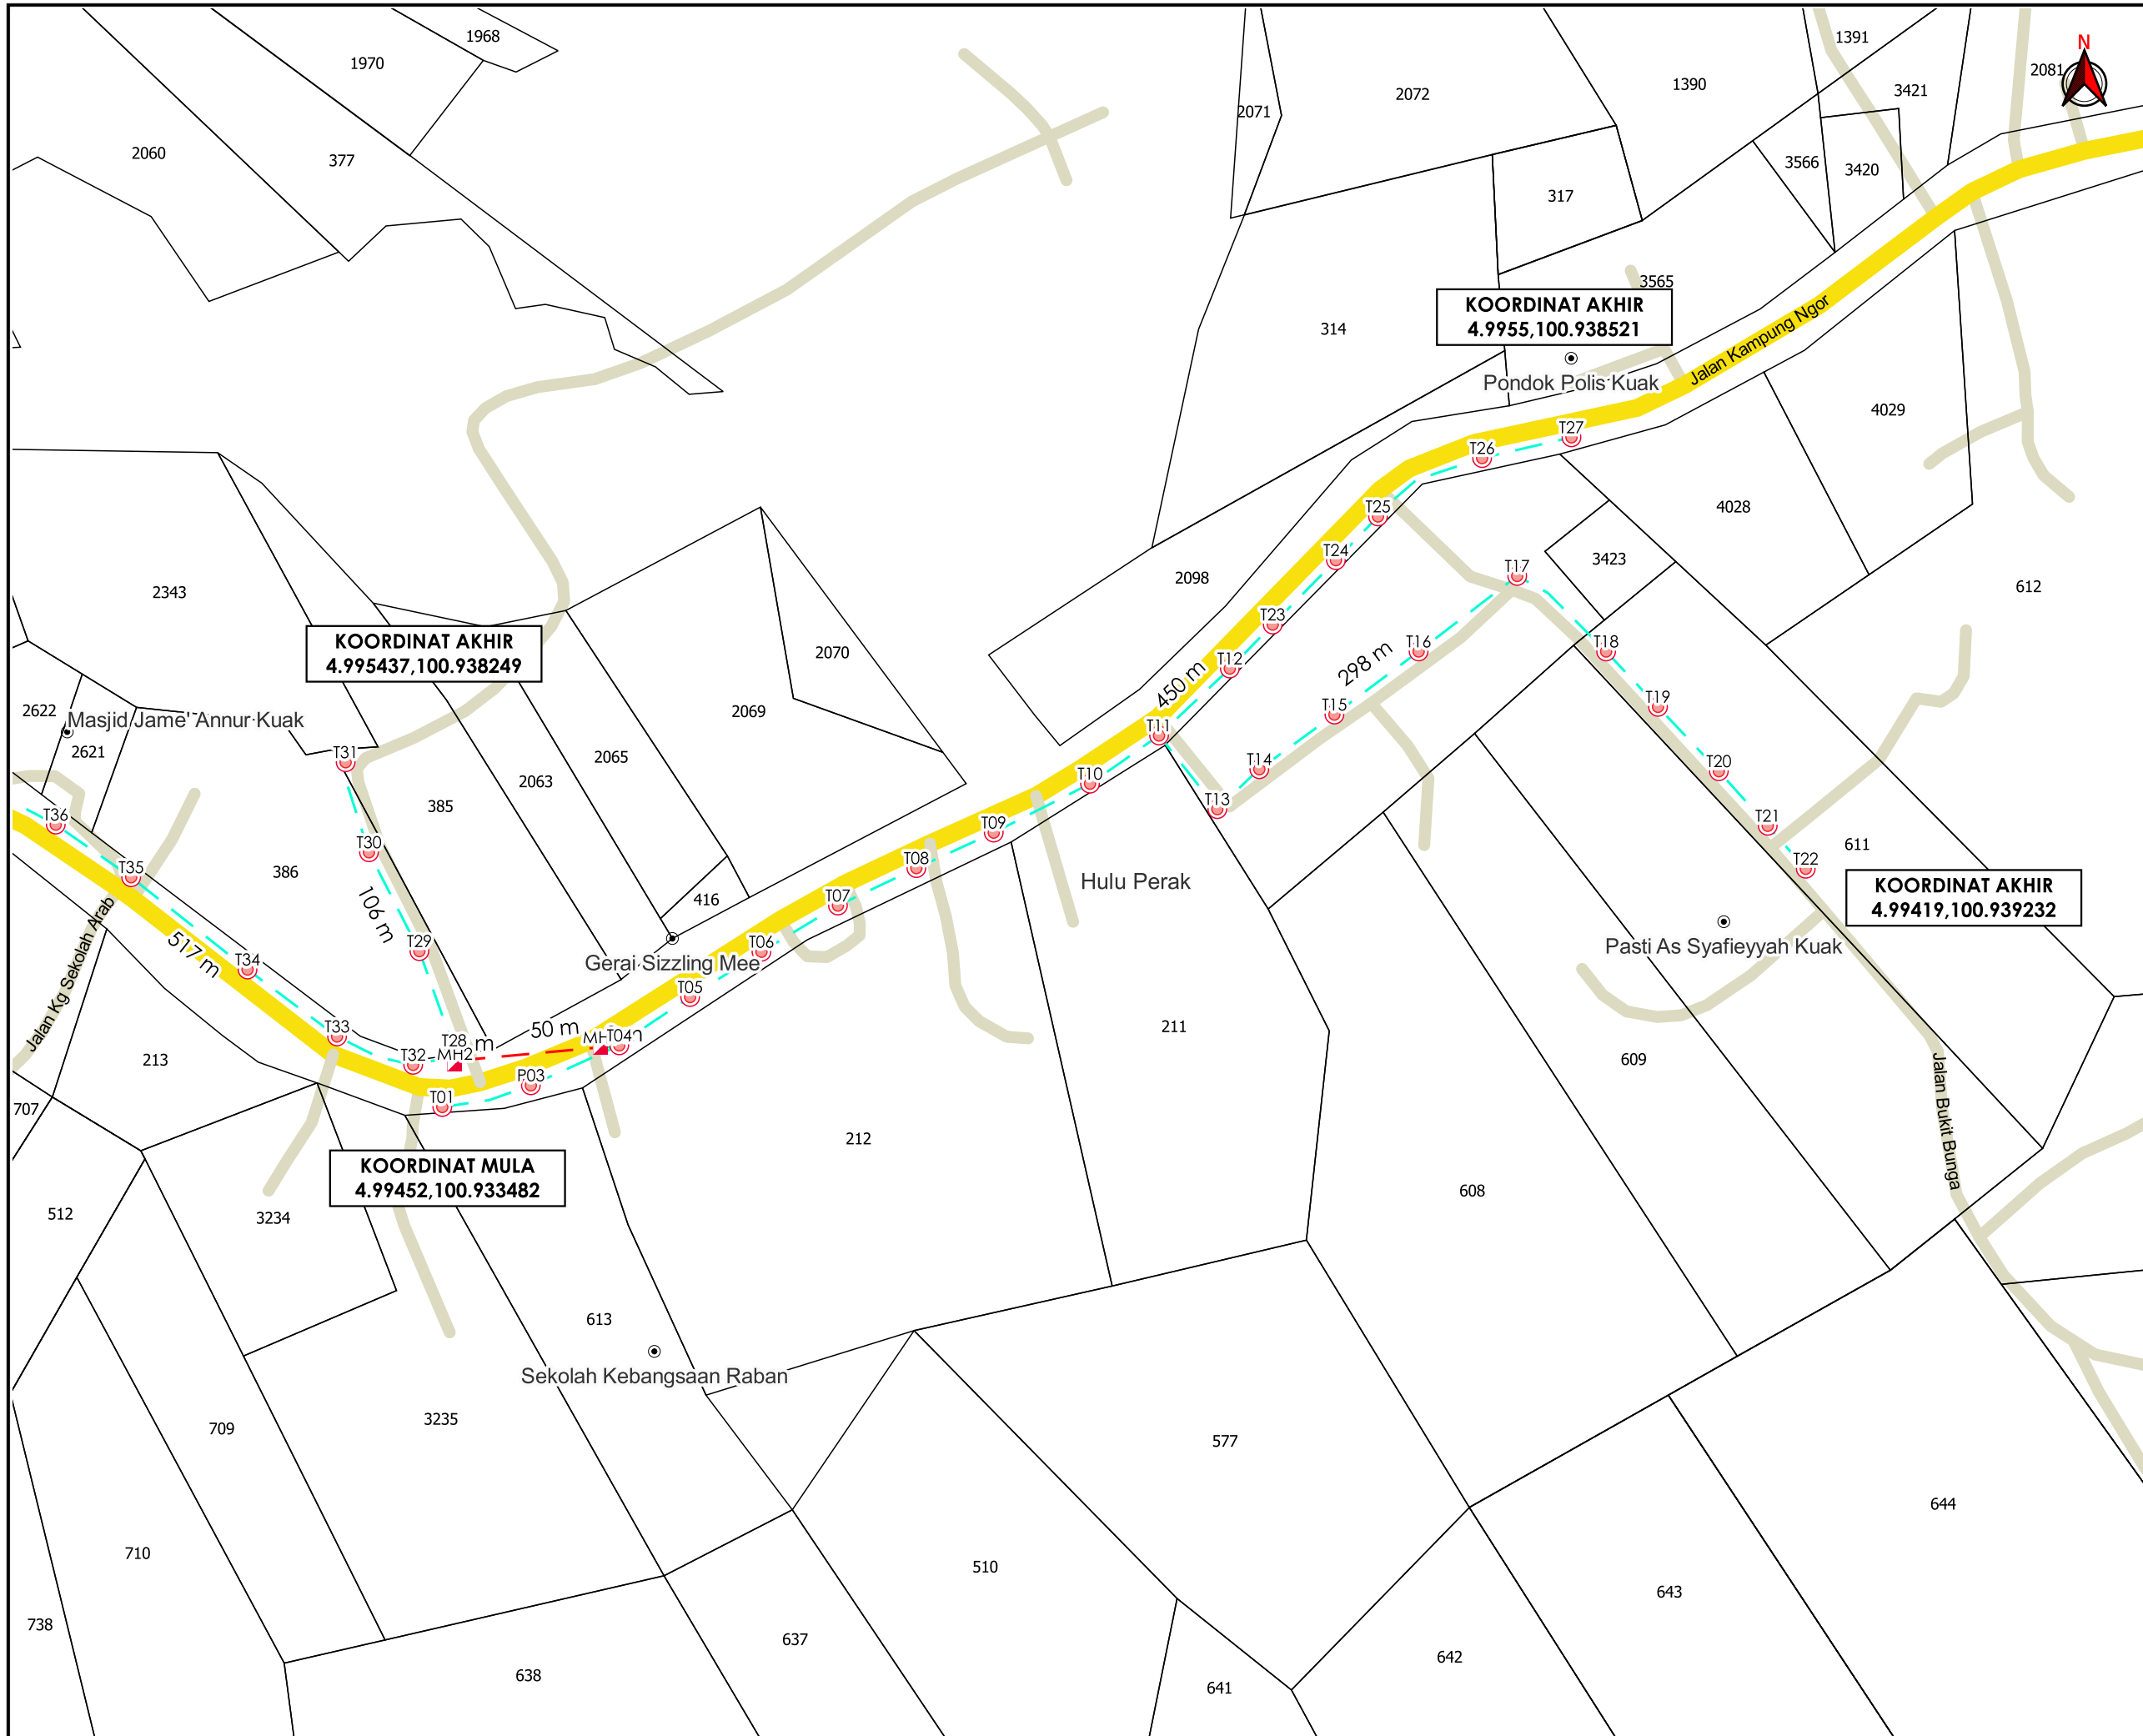 1968
1970
1391
N
2081
2072
1390
3421
2071
2060
377
3566
3420
317
3565
314
KOORDINAT AKHIR
4.9955,100.938521
Jalan Kampung Ngor
Pondok Polis Kuak
4029
T27
T26
4028
T25
3423
T24
2098
T17
612
2343
T23
KOORDINAT AKHIR
4.995437,100.938249
2070
T16
T18
298 m
T12
450 m
2622
Masjid Jame' Annur Kuak
2069
T15
T19
T11
2621
T31
2065
2063
T14
T20
T10
385
T13
T36
T30
T09
T21
611
T35
386
T08
T22
Hulu Perak
KOORDINAT AKHIR
4.99419,100.939232
106 m
416
T07
Jalan Kg Sekolah Arab
517 m
T29
T06
Pasti As Syafieyyah Kuak
T34
Gerai Sizzling Mee
T05
211
T33
T28
m
50 m
T04
213
T32
MH2
609
P03
Jalan Bukit Bunga
T01
707
212
KOORDINAT MULA
4.99452,100.933482
608
512
3234
613
Sekolah Kebangsaan Raban
709
3235
577
644
710
510
643
738
637
642
638
641